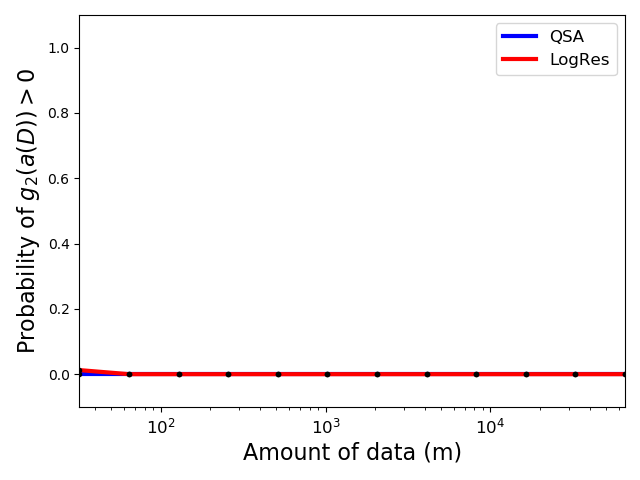 QSA
LogRes
Probability of g₂(a(D))) > 0
1.0
0.8
0.6
0.4
0.2
0.0
10² 10³ 10⁴
Amount of data (m)